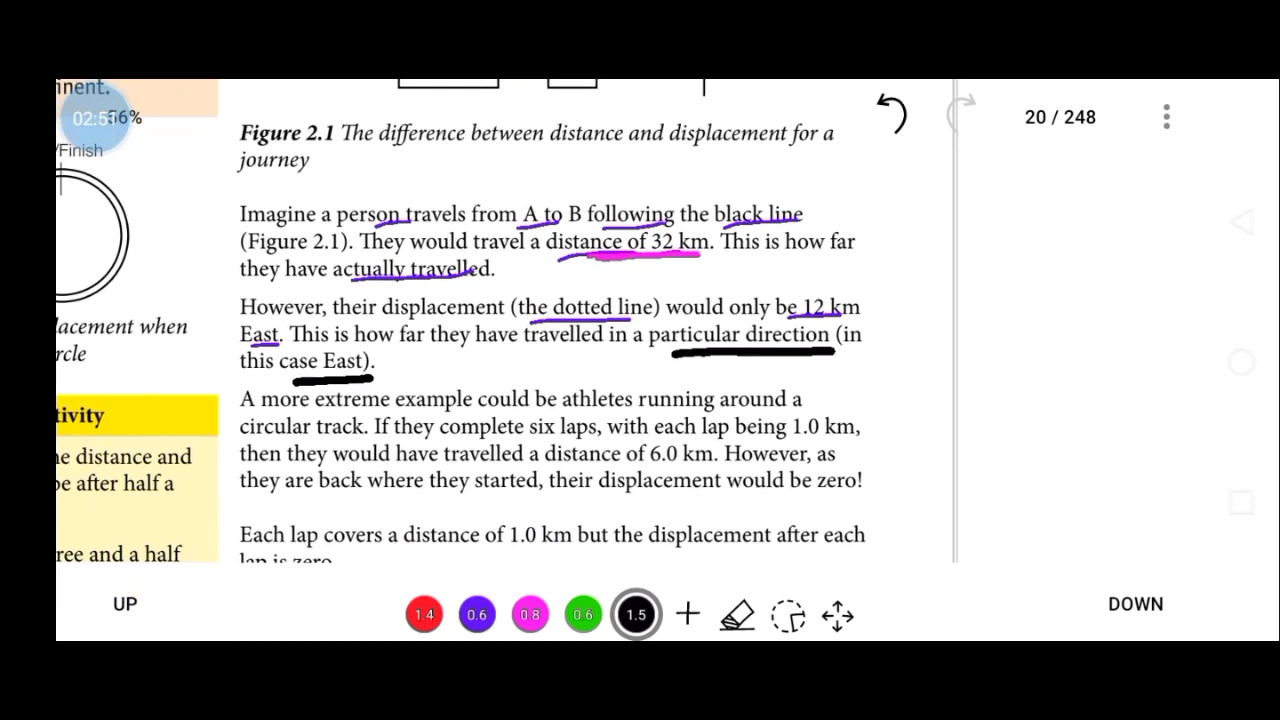 inent.
02:5
56%
/Finish
20 / 248
Figure 2.1 The difference between distance and displacement for a
journey
Imagine a person travels from A to B following the black line
(Figure 2.1). They would travel a distance of 32 km. This is how far
they have actually travelled.
However, their displacement (the dotted line) would only be 12 km
East. This is how far they have travelled in a particular direction (in
this case East).
A more extreme example could be athletes running around a
circular track. If they complete six laps, with each lap being 1.0 km,
then they would have travelled a distance of 6.0 km. However, as
they are back where they started, their displacement would be zero!
Each lap covers a distance of 1.0 km but the displacement after each
lap is zero
lacement when
rcle
tivity
ne distance and
be after half a
ree and a half
UP
1.4
0.6
0.8
0.6
1.5
DOWN